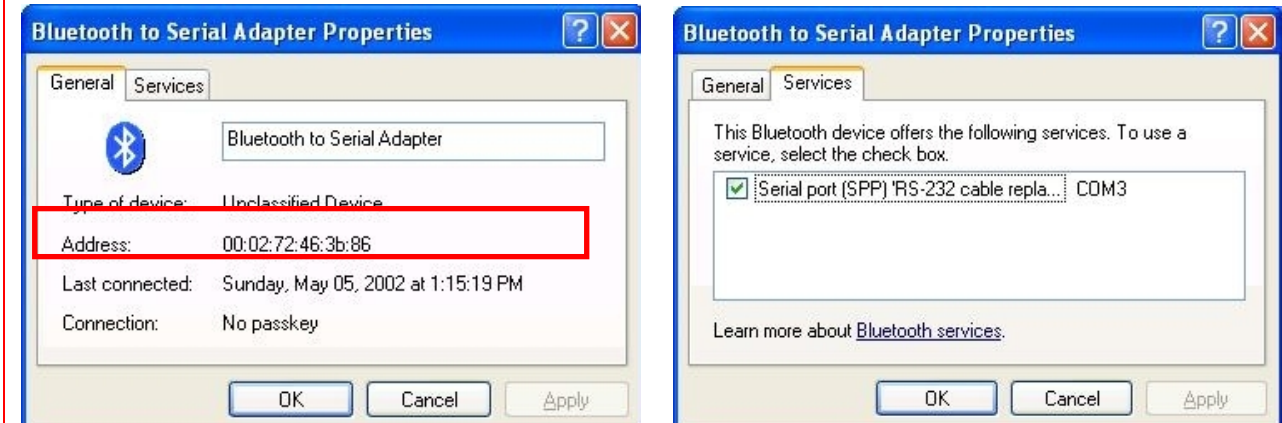 Bluetooth to Serial Adapter Properties
General Services
Bluetooth to Serial Adapter
Type of device: Unclassified Device
Address: 00:02:72:46:3b:86
Last connected: Sunday, May 05, 2002 at 1:15:19 PM
Connection: No passkey
OK Cancel Apply
Bluetooth to Serial Adapter Properties
General Services
This Bluetooth device offers the following services. To use a
service, select the check box.
Serial port (SPP) 'RS-232 cable repla... COM3
Learn more about Bluetooth services.
OK Cancel Apply